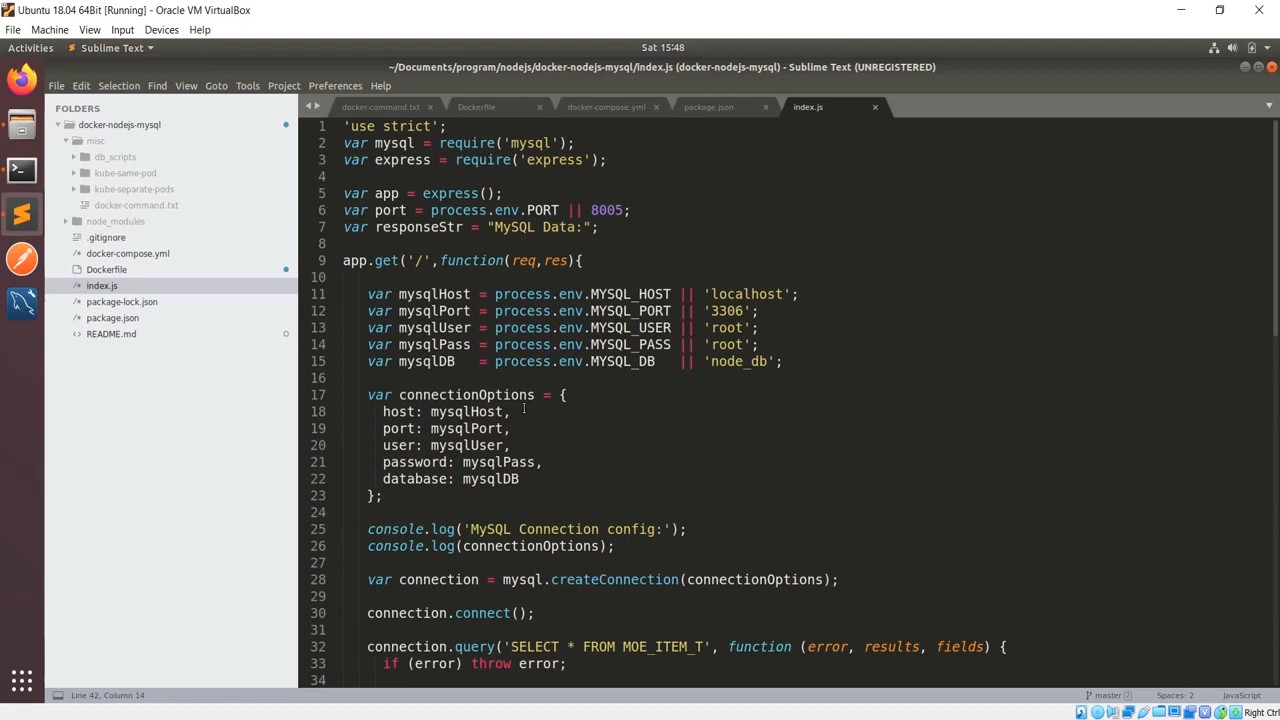 Ubuntu 18.04 64Bit [Running] - Oracle VM VirtualBox
File Machine View Input Devices Help
Activities Sublime Text Sat 15:48
~/Documents/program/nodejs/docker-nodejs-mysql/index.js (docker-nodejs-mysql) - Sublime Text (UNREGISTERED)
File Edit Selection Find View Goto Tools Project Preferences Help
FOLDERS
docker-nodejs-mysql
misc
db_scripts
kube-same-pod
kube-separate-pods
docker-command.txt
node_modules
.gitignore
docker-compose.yml
Dockerfile
index.js
package-lock.json
package.json
README.md
docker-command.txt Dockerfile docker-compose.yml package.json index.js
1 'use strict';
2 var mysql = require('mysql');
3 var express = require('express');
4
5 var app = express();
6 var port = process.env.PORT || 8005;
7 var responseStr = "MySQL Data:";
8
9 app.get('/',function(req,res){
10
11 var mysqlHost = process.env.MYSQL_HOST || 'localhost';
12 var mysqlPort = process.env.MYSQL_PORT || '3306';
13 var mysqlUser = process.env.MYSQL_USER || 'root';
14 var mysqlPass = process.env.MYSQL_PASS || 'root';
15 var mysqlDB = process.env.MYSQL_DB || 'node_db';
16
17 var connectionOptions = {
18 host: mysqlHost,
19 port: mysqlPort,
20 user: mysqlUser,
21 password: mysqlPass,
22 database: mysqlDB
23 };
24
25 console.log('MySQL Connection config:');
26 console.log(connectionOptions);
27
28 var connection = mysql.createConnection(connectionOptions);
29
30 connection.connect();
31
32 connection.query('SELECT * FROM MOE_ITEM_T', function (error, results, fields) {
33 if (error) throw error;
34
Line 42, Column 14 master 2 Spaces: 2 JavaScript
Right Ctrl